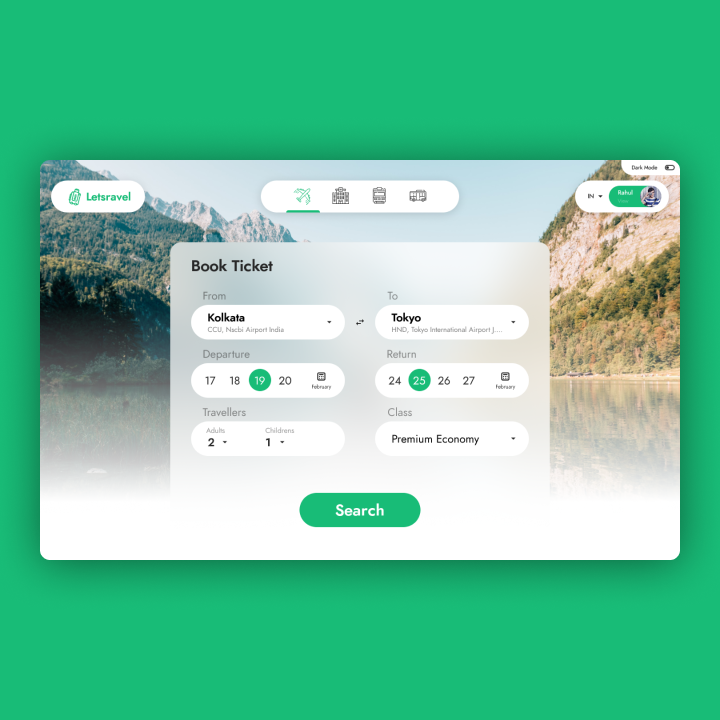 Dark Mode
Letsravel
IN
Rahul
Book Ticket
From
To
Kolkata
CCU, Nscbi Airport India
Tokyo
HND, Tokyo International Airport J....
Departure
Return
17 18 19 20 February
24 25 26 27 February
Travellers
Class
Adults
Childrens
2
1
Premium Economy
Search